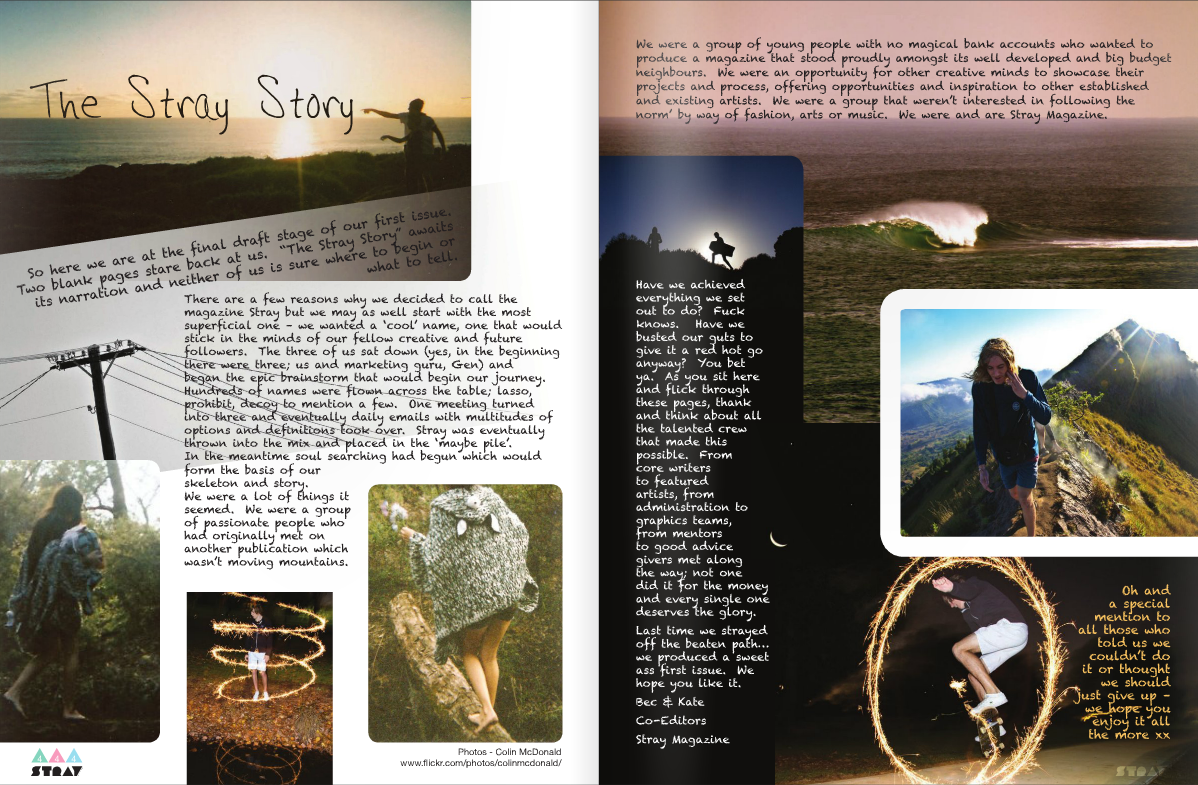 The Stray Story
So here we are at the final draft stage of our first issue.
Two blank pages stare back at us. "The Stray Story" awaits
its narration and neither of us is sure where to begin or
what to tell.
There are a few reasons why we decided to call the
magazine Stray but we may as well start with the most
superficial one – we wanted a 'cool' name, one that would
stick in the minds of our fellow creative and future
followers. The three of us sat down (yes, in the beginning
there were three; us and marketing guru, Gen) and
began the epic brainstorm that would begin our journey.
Hundreds of names were flown across the table; lasso,
prohibit, decoy to mention a few. One meeting turned
into three and eventually daily emails with multitudes of
options and definitions took over. Stray was eventually
thrown into the mix and placed in the 'maybe pile'.
In the meantime soul searching had begun which would
form the basis of our
skeleton and story.
We were a lot of things it
seemed. We were a group
of passionate people who
had originally met on
another publication which
wasn't moving mountains.
Photos - Colin McDonald
www.flickr.com/photos/colinmcdonald/
STRAY
We were a group of young people with no magical bank accounts who wanted to
produce a magazine that stood proudly amongst its well developed and big budget
neighbours. We were an opportunity for other creative minds to showcase their
projects and process, offering opportunities and inspiration to other established
and existing artists. We were a group that weren't interested in following the
norm' by way of fashion, arts or music. We were and are Stray Magazine.
Have we achieved
everything we set
out to do? Fuck
knows. Have we
busted our guts to
give it a red hot go
anyway? You bet
ya. As you sit here
and flick through
these pages, thank
and think about all
the talented crew
that made this
possible. From
core writers
to featured
artists, from
administration to
graphics teams,
from mentors
to good advice
givers met along
the way; not one
did it for the money
and every single one
deserves the glory.
Last time we strayed
off the beaten path...
we produced a sweet
ass first issue. We
hope you like it.
Bec & Kate
Co-Editors
Stray Magazine
Oh and
a special
mention to
all those who
told us we
couldn't do
it or thought
we should
just give up –
we hope you
enjoy it all
the more xx
STRAY